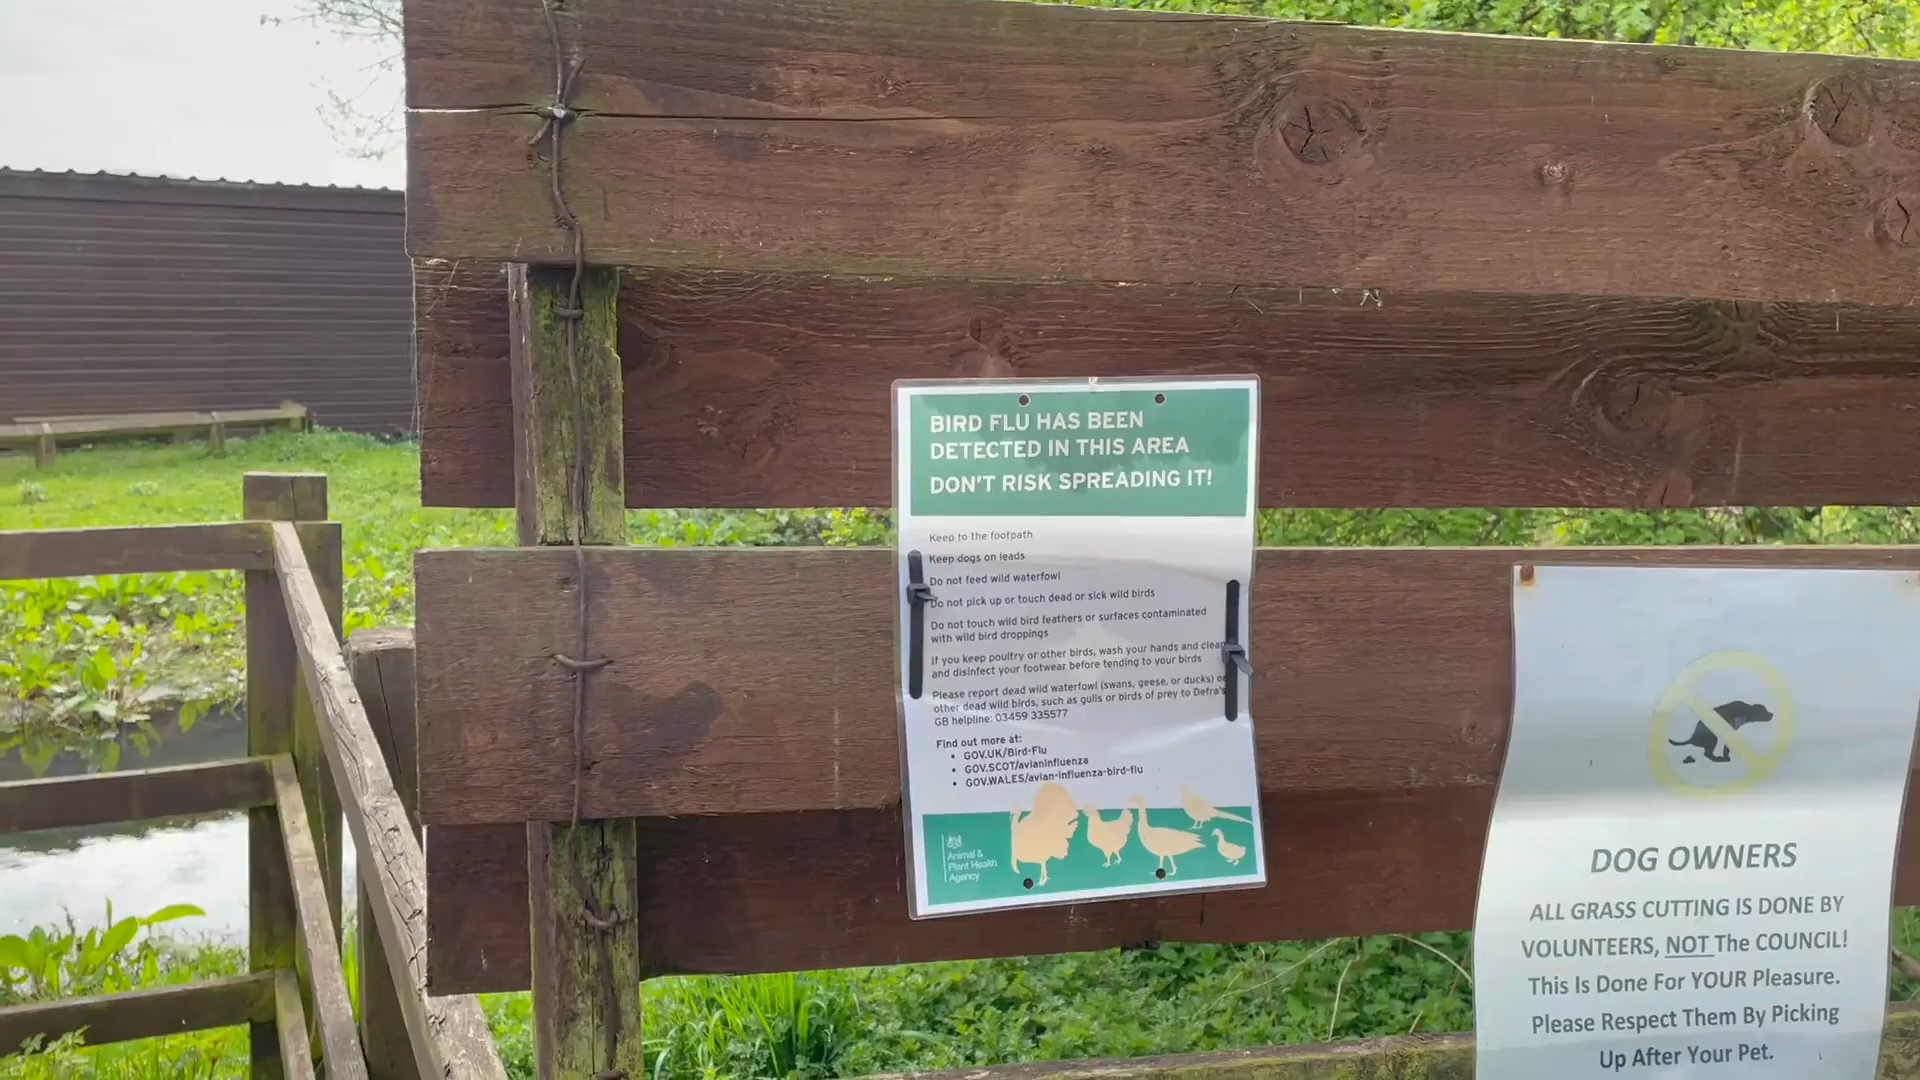 BIRD FLU HAS BEEN
DETECTED IN THIS AREA
DON'T RISK SPREADING IT!
Keep to the footpath
Keep dogs on leads
Do not feed wild waterfowl
Do not pick up or touch dead or sick wild birds
Do not touch wild bird feathers or surfaces contaminated
with wild bird droppings
If you keep poultry or other birds, wash your hands and clean
and disinfect your footwear before tending to your birds
Please report dead wild waterfowl (swans, geese, or ducks) or
other dead wild birds, such as gulls or birds of prey to Defra's
GB helpline: 03459 335577
Find out more at:
• GOV.UK/Bird-Flu
• GOV.SCOT/avianinfluenza
• GOV.WALES/avian-influenza-bird-flu
Animal &
Plant Health
Agency
DOG OWNERS
ALL GRASS CUTTING IS DONE BY
VOLUNTEERS, NOT The COUNCIL!
This Is Done For YOUR Pleasure.
Please Respect Them By Picking
Up After Your Pet.